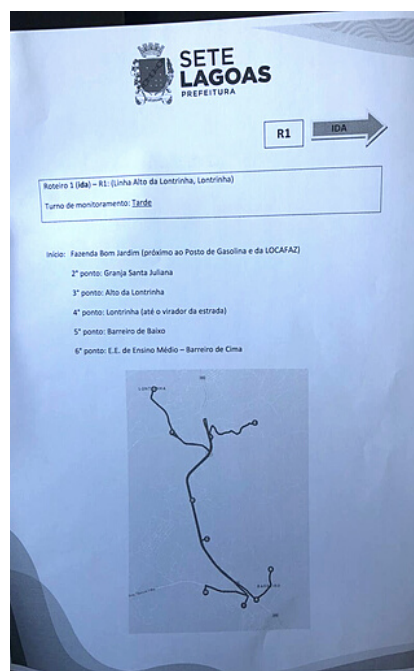 SETE
LAGOAS
PREFEITURA
R1
IDA
Roteiro 1 (ida) – R1: (Linha Alto da Lontrinha, Lontrinha)
Turno de monitoramento: Tarde
Início: Fazenda Bom Jardim (próximo ao Posto de Gasolina e da LOCAFAZ)
2° ponto: Granja Santa Juliana
3° ponto: Alto da Lontrinha
4° ponto: Lontrinha (até o virador da estrada)
5° ponto: Barreiro de Baixo
6° ponto: E.E. de Ensino Médio – Barreiro de Cima